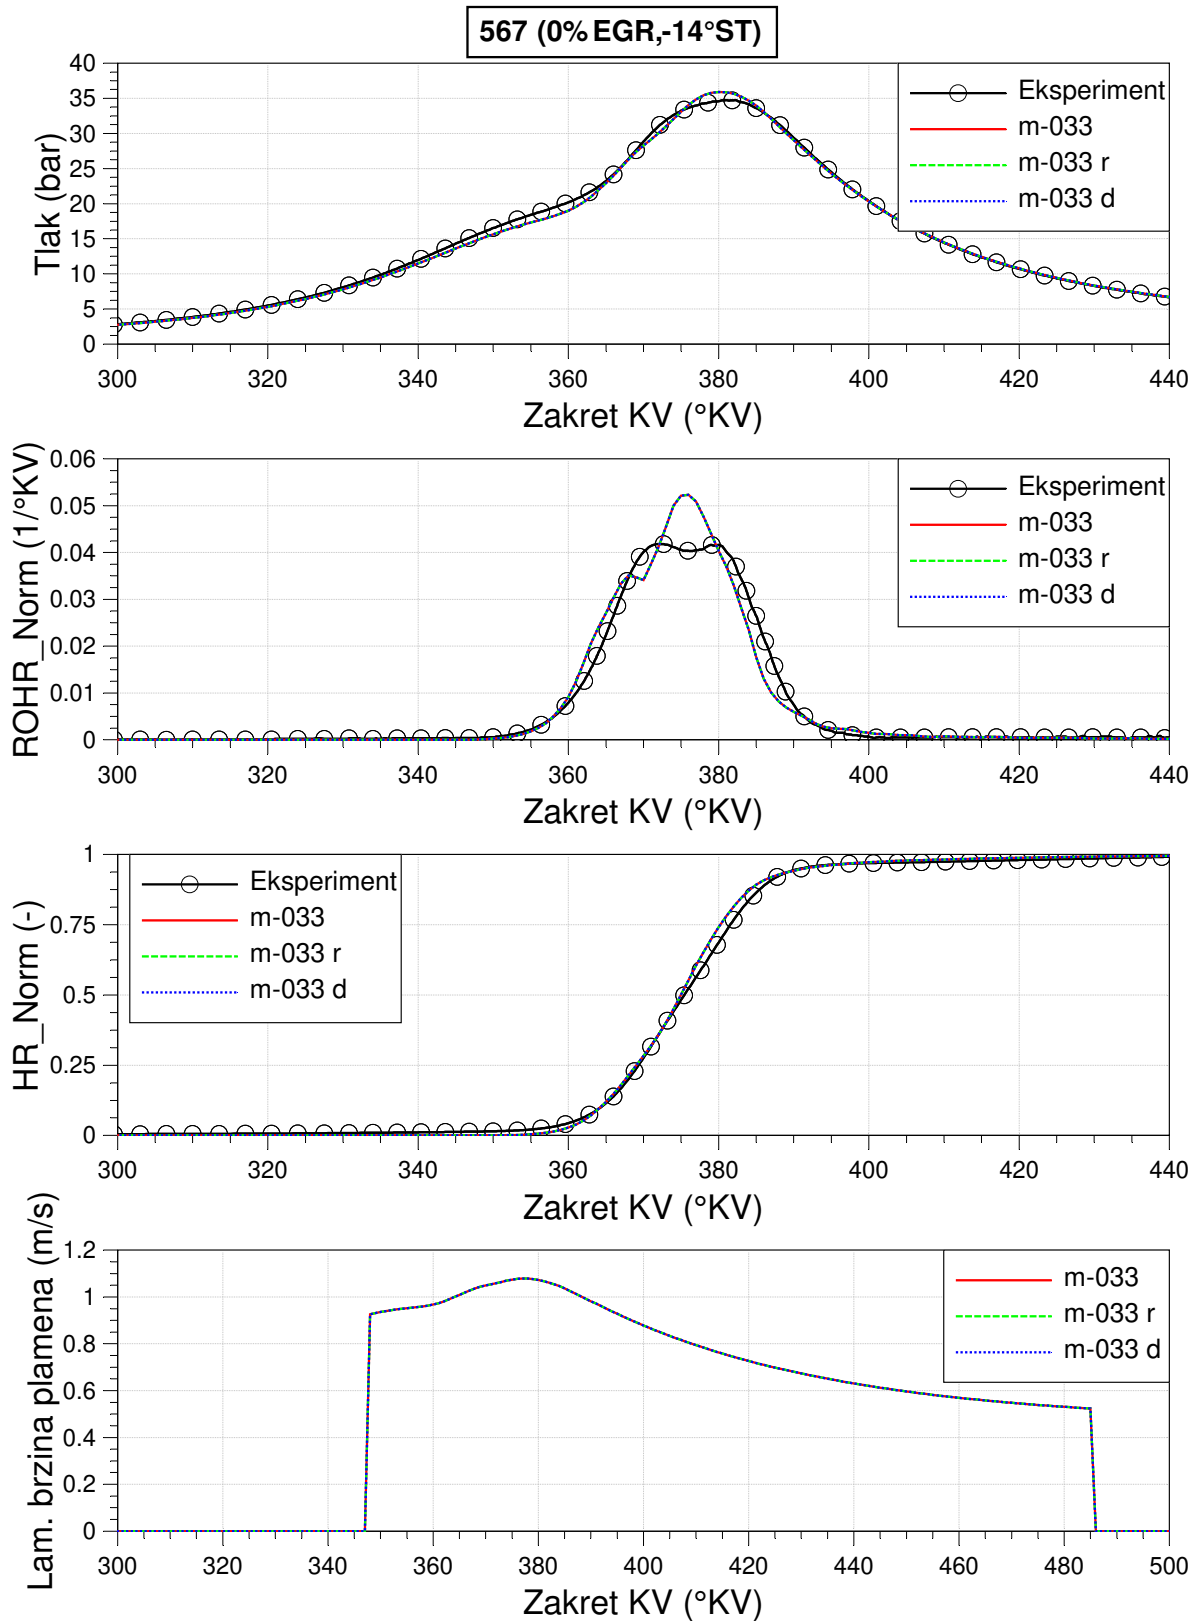 567 (0% EGR,-14°ST)
Tlak (bar)
40
35
30
25
20
15
10
5
0
Eksperiment
m-033
m-033 r
m-033 d
300 320 340 360 380 400 420 440
Zakret KV (°KV)
ROHR_Norm (1/°KV)
0.06
0.05
0.04
0.03
0.02
0.01
0
Eksperiment
m-033
m-033 r
m-033 d
300 320 340 360 380 400 420 440
Zakret KV (°KV)
HR_Norm (-)
1
0.75
0.5
0.25
0
Eksperiment
m-033
m-033 r
m-033 d
300 320 340 360 380 400 420 440
Zakret KV (°KV)
Lam. brzina plamena (m/s)
1.2
1
0.8
0.6
0.4
0.2
0
m-033
m-033 r
m-033 d
300 320 340 360 380 400 420 440 460 480 500
Zakret KV (°KV)